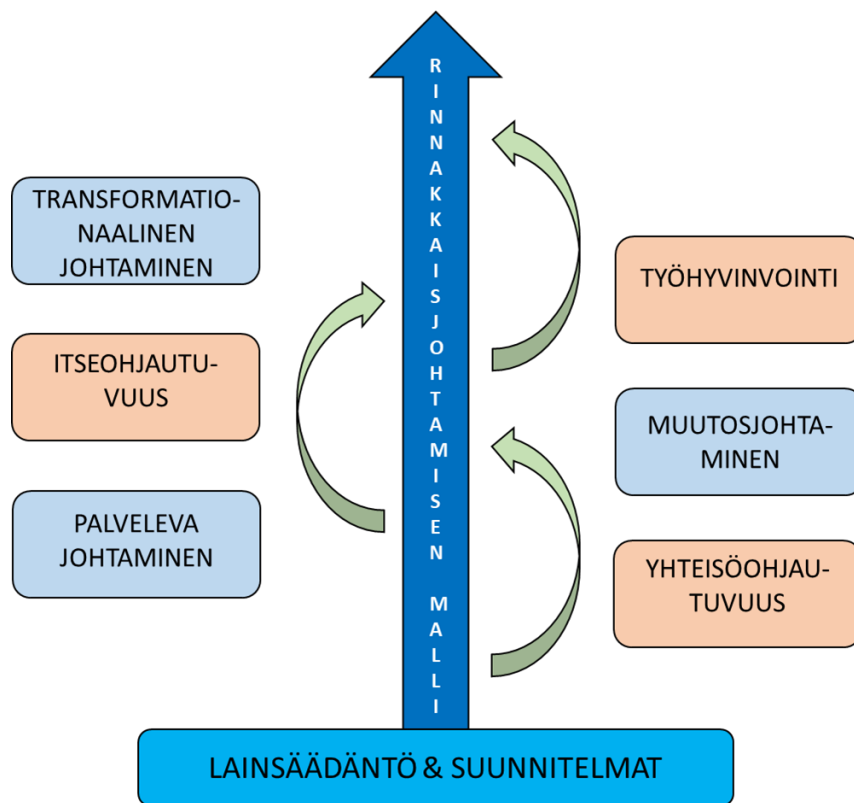 RINNAKKAISJOHTAMISEN MALLI
TRANSFORMATIO-
NAALINEN
JOHTAMINEN
ITSEOHJAUTU-
VUUS
PALVELEVA
JOHTAMINEN
TYÖHYVINVOINTI
MUUTOSJOHTA-
MINEN
YHTEISÖOHJAU-
TUVUUS
LAINSÄÄDÄNTÖ & SUUNNITELMAT